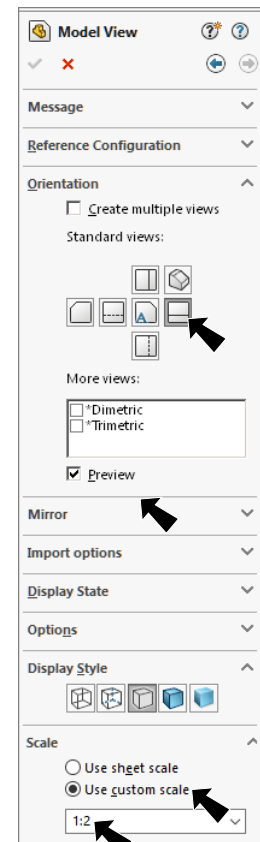 Model View
Message
Reference Configuration
Orientation
Create multiple views
Standard views:
A
More views:
*Dimetric
*Trimetric
Preview
Mirror
Import options
Display State
Options
Display Style
Scale
Use sheet scale
Use custom scale
1:2